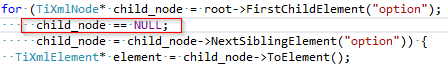 for (TiXmlNode* child_node = root->FirstChildElement("option");
child_node == NULL;
child_node = child_node->NextSiblingElement("option")) {
TiXmlElement* element = child_node->ToElement();